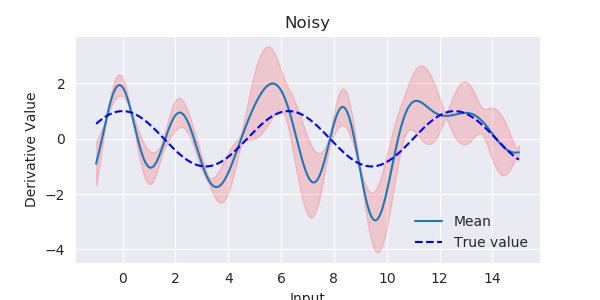 Noisy
Derivative Value
2
0
−2
−4
0 2 4 6 8 10 12 14
Mean
True value
Input